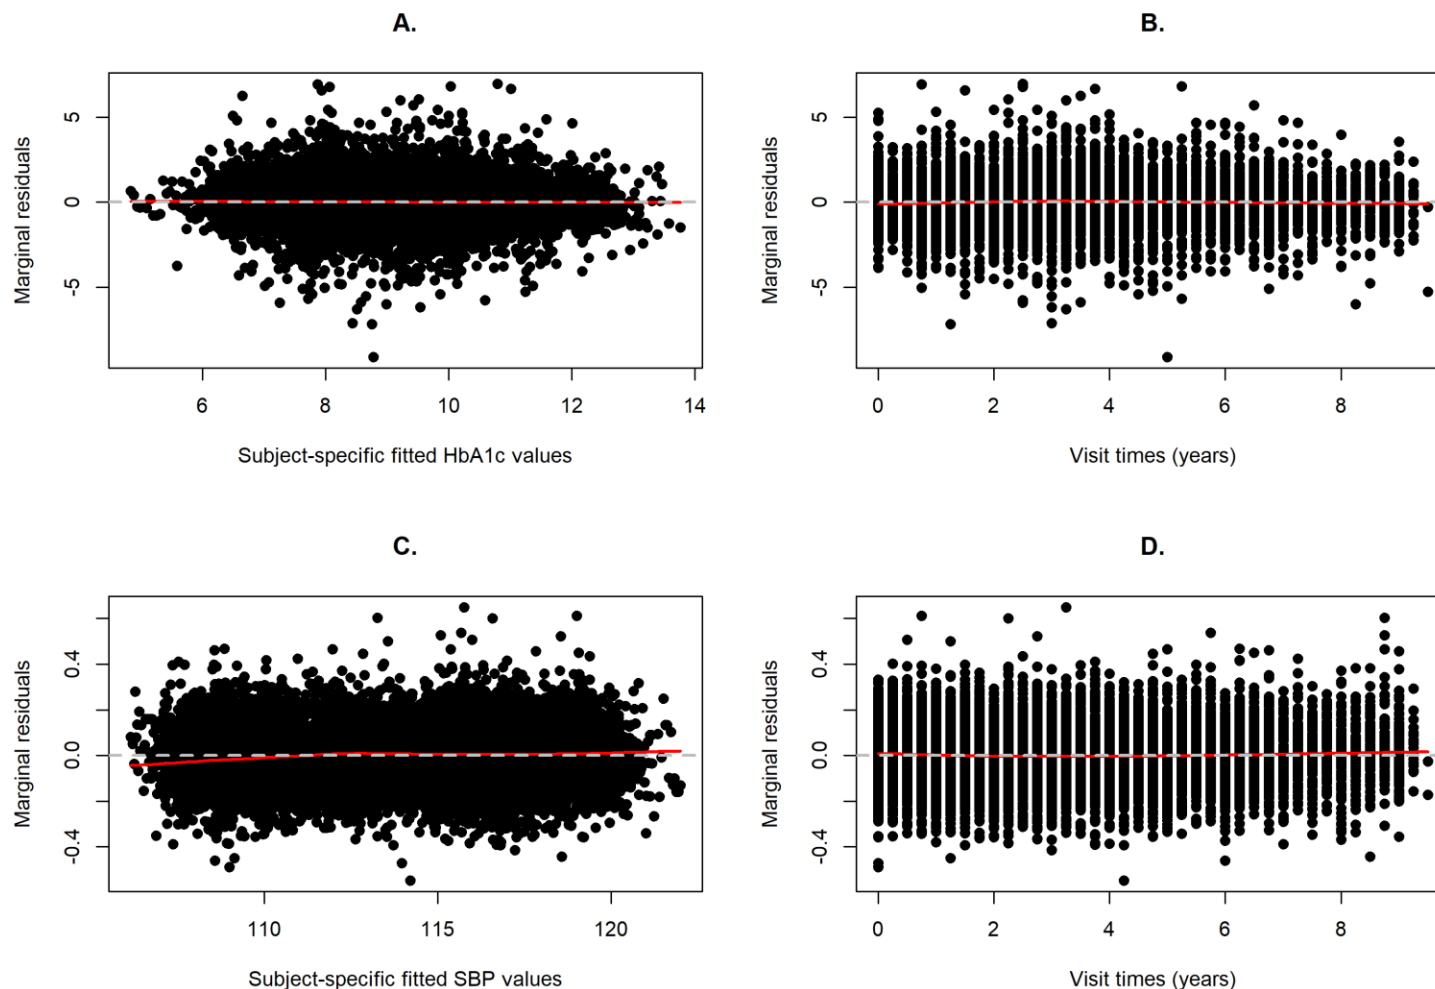 A.
B.
Marginal residuals
5
0
-5
6
8
10
12
14
Subject-specific fitted HbA1c values
Marginal residuals
5
0
-5
0
2
4
6
8
Visit times (years)
C.
D.
Marginal residuals
0.4
0.0
-0.4
110
115
120
Subject-specific fitted SBP values
Marginal residuals
0.4
0.0
-0.4
0
2
4
6
8
Visit times (years)